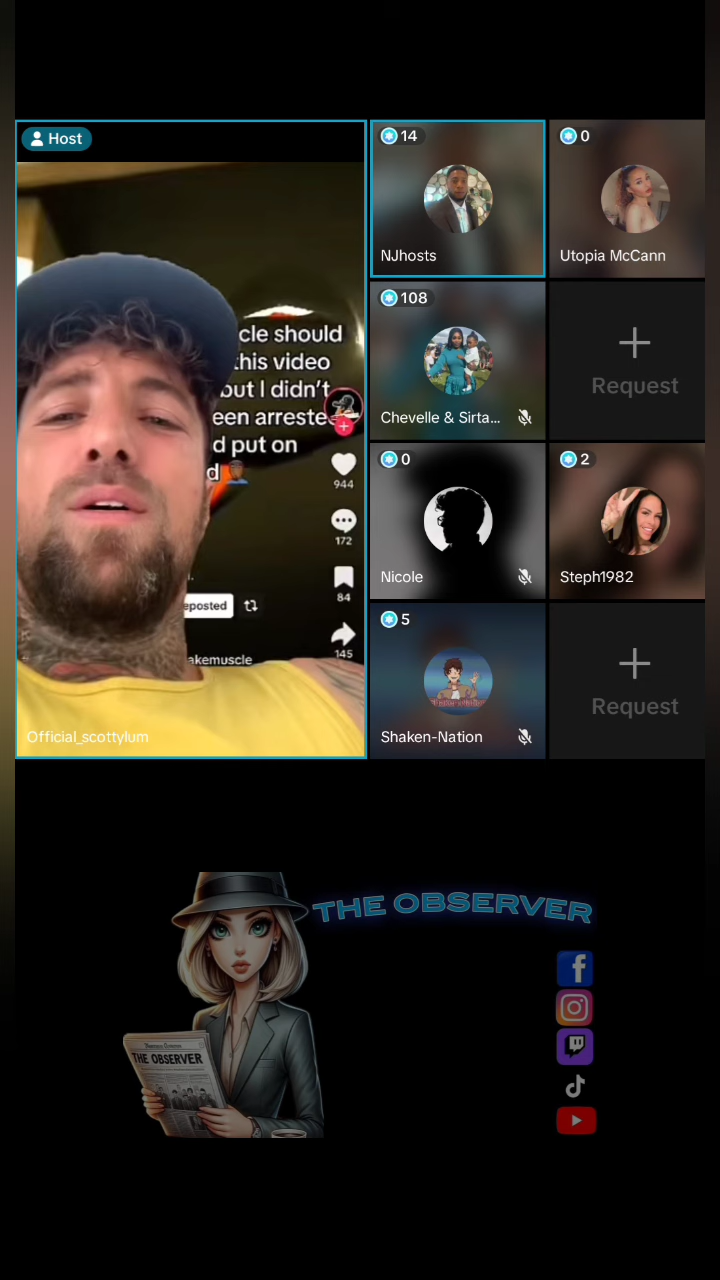 Host
cle should
this video
but I didn't
een arreste
d put on
d
944
172
84
145
eposted
akemuscle
Official_scottylum
14
NJhosts
0
Utopia McCann
108
Chevelle & Sirta...
Request
0
Nicole
2
Steph1982
5
Shaken-Nation
Request
THE OBSERVER
THE OBSERVER